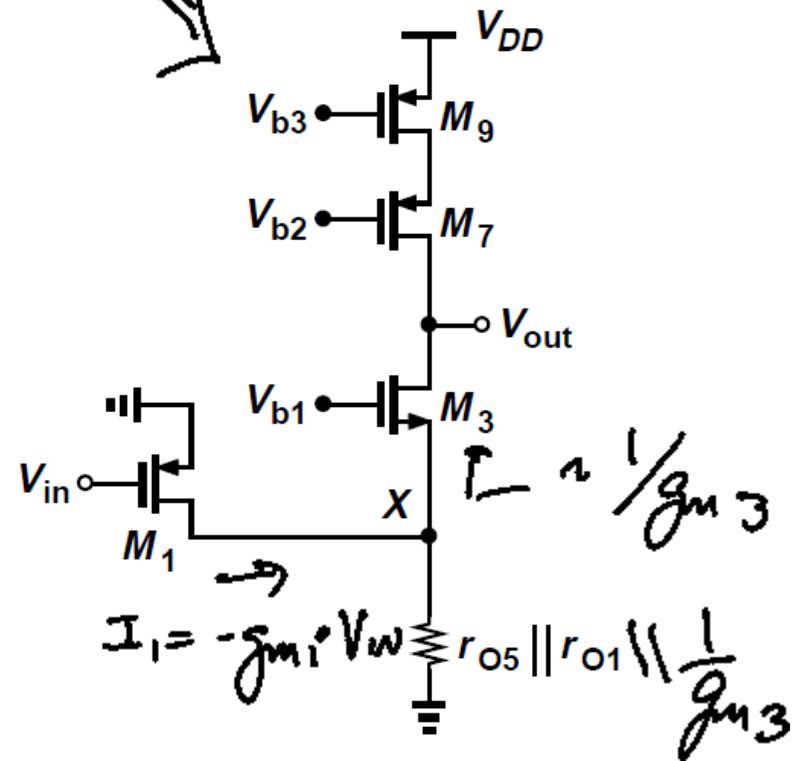 V_DD
V_b3
M_9
V_b2
M_7
V_out
V_b1
M_3
V_in
X
~ 1/g_m3
M_1
I_1 = -g_m1 · V_in
r_O5 || r_O1 || 1/g_m3